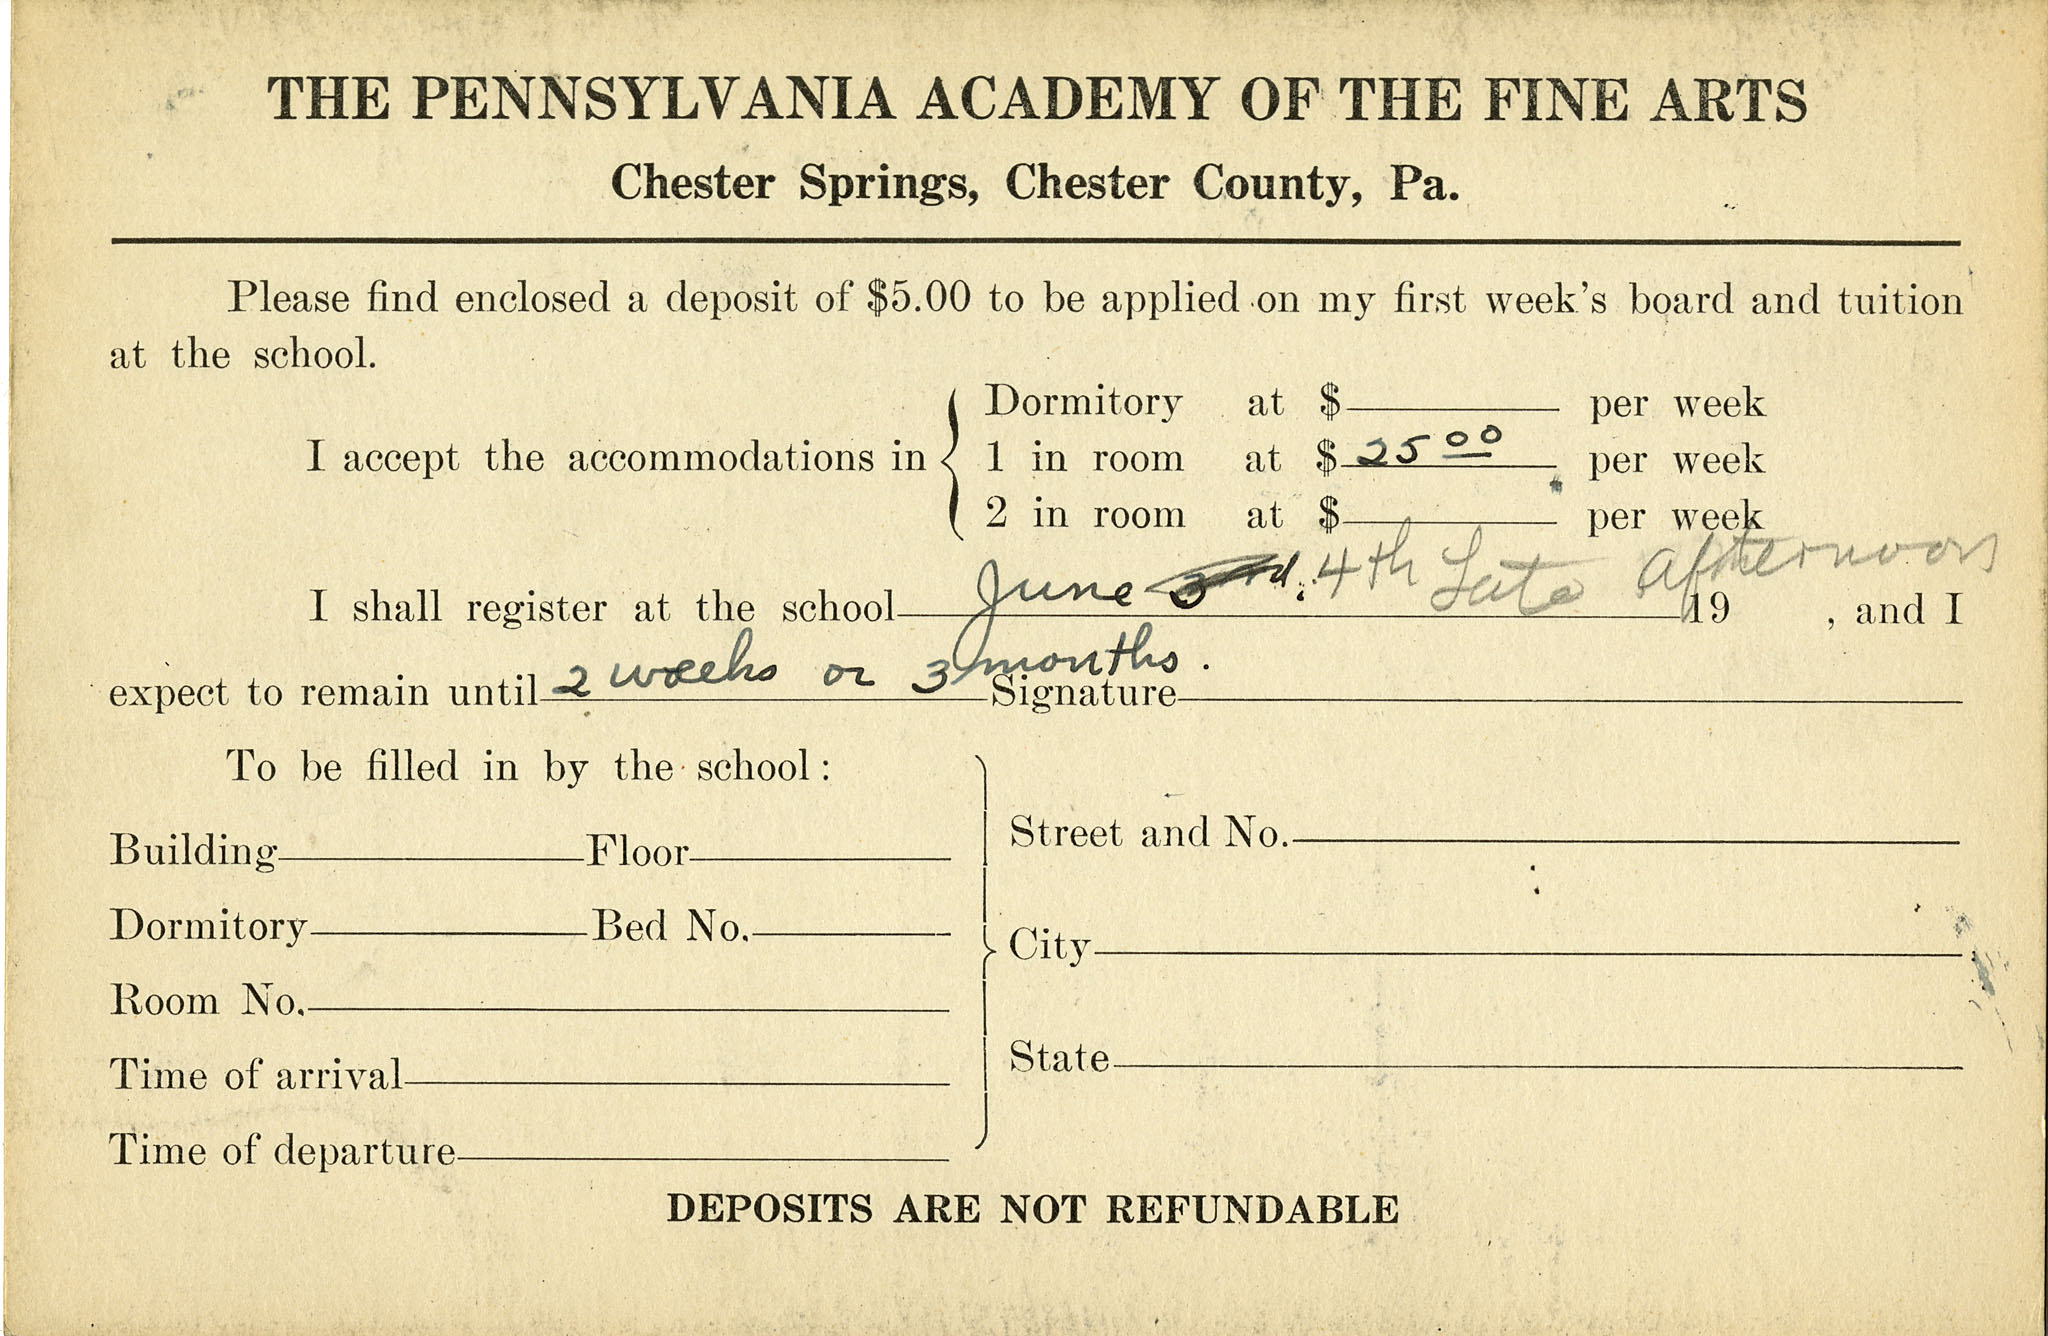 THE PENNSYLVANIA ACADEMY OF THE FINE ARTS
Chester Springs, Chester County, Pa.
Please find enclosed a deposit of $5.00 to be applied on my first week's board and tuition
at the school.
Dormitory at $ per week
I accept the accommodations in 1 in room at $ 25 00 per week
2 in room at $ per week
I shall register at the school June 3rd. 4th Late afternoon 19 , and I
expect to remain until 2 weeks or 3 months. Signature
To be filled in by the school:
Building Floor
Street and No.
Dormitory Bed No.
City
Room No.
State
Time of arrival
Time of departure
DEPOSITS ARE NOT REFUNDABLE